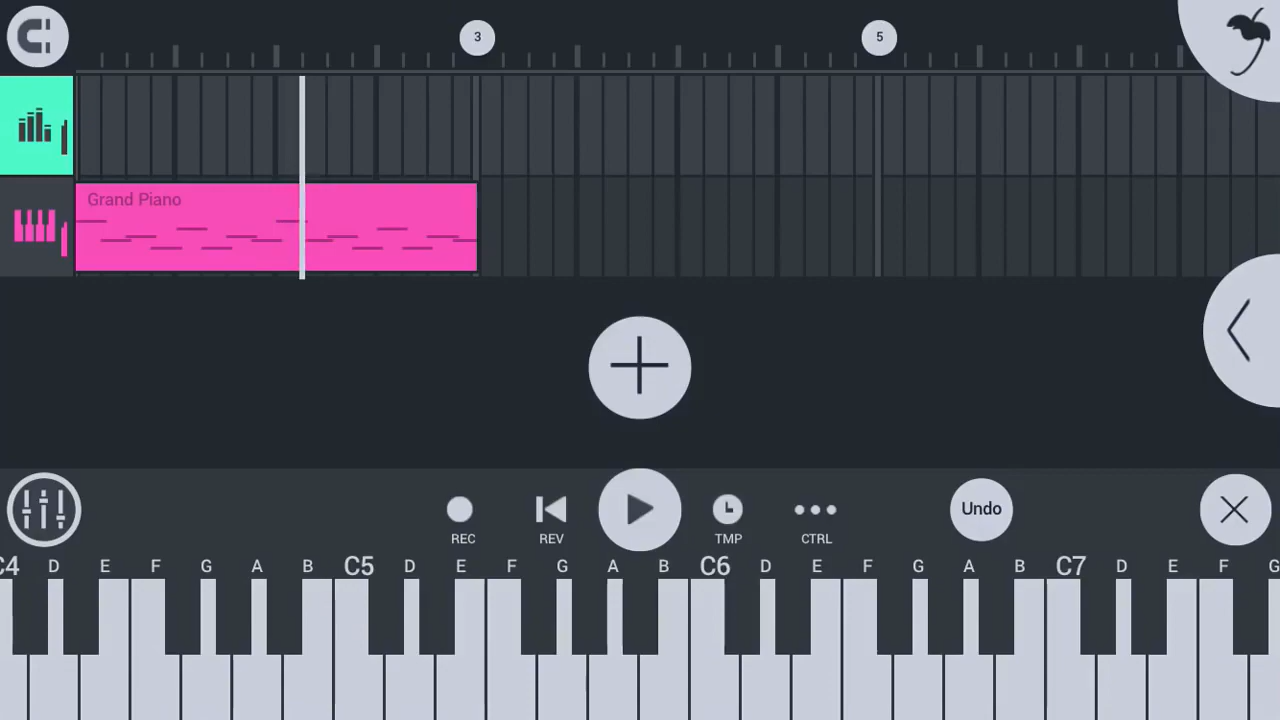 3 5
Grand Piano
Undo
REC REV TMP CTRL
C4 D E F G A B C5 D E F G A B C6 D E F G A B C7 D E F G